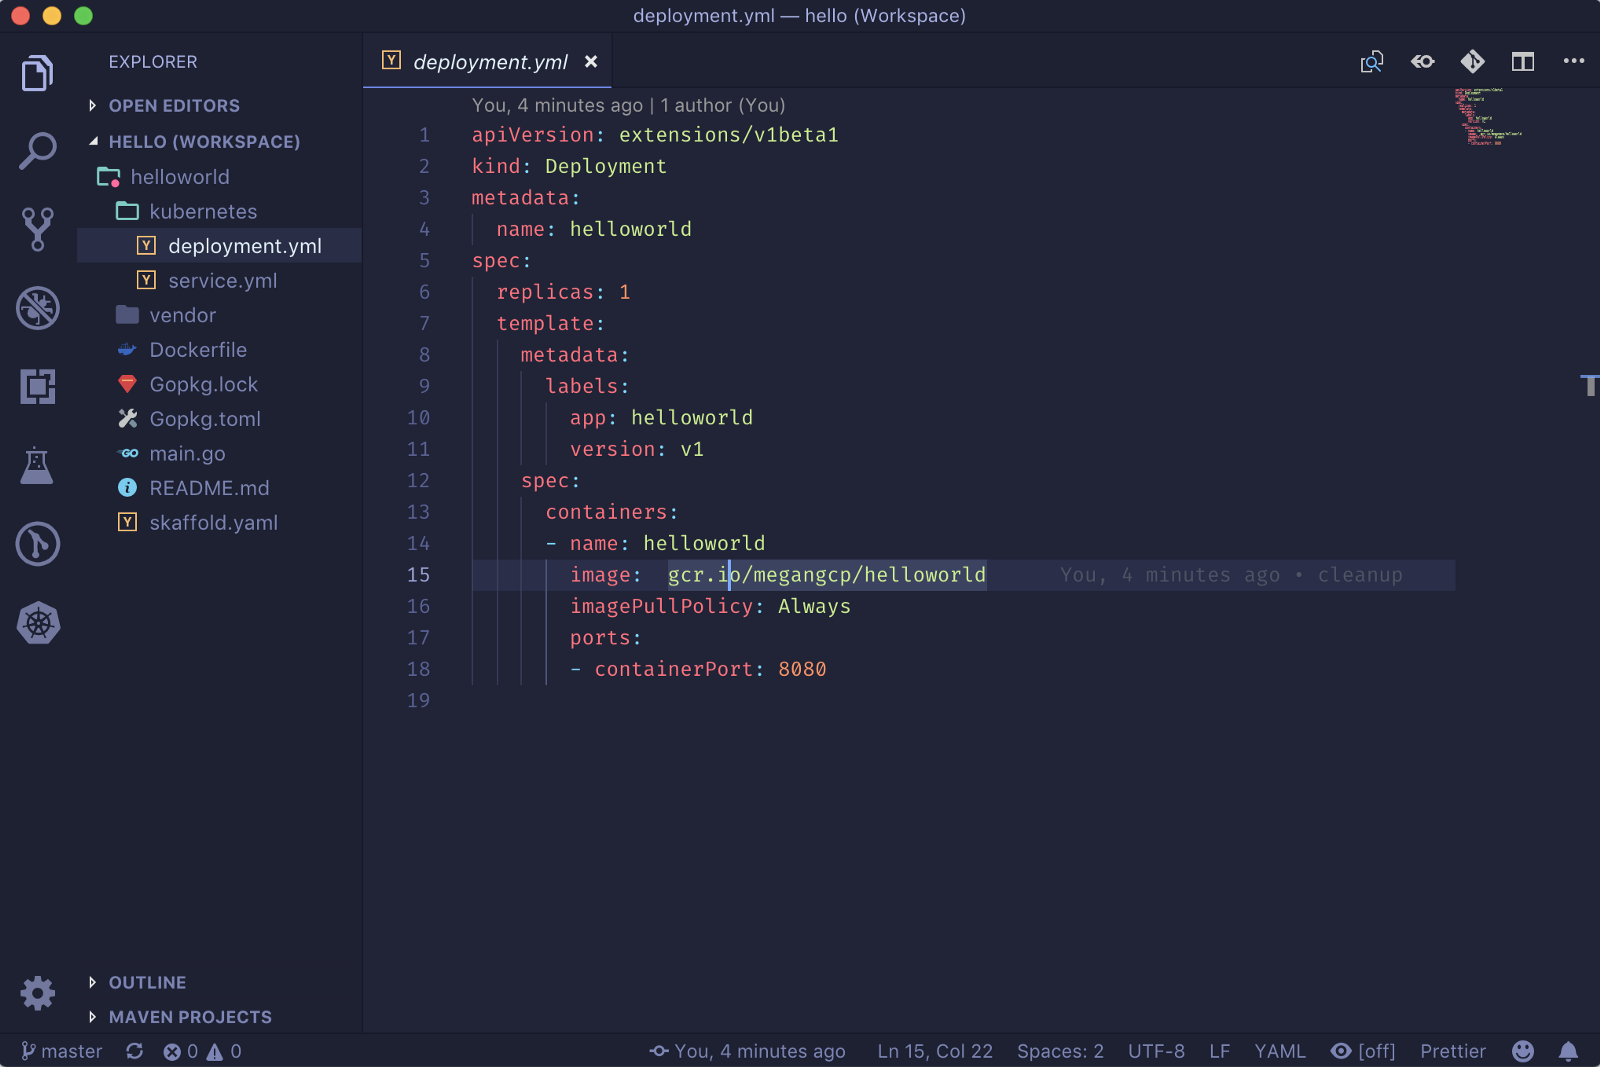 deployment.yml — hello (Workspace)
EXPLORER
OPEN EDITORS
HELLO (WORKSPACE)
helloworld
kubernetes
Y deployment.yml
Y service.yml
vendor
Dockerfile
Gopkg.lock
Gopkg.toml
GO main.go
i README.md
Y skaffold.yaml
OUTLINE
MAVEN PROJECTS
Y deployment.yml ×
You, 4 minutes ago | 1 author (You)
1 apiVersion: extensions/v1beta1
2 kind: Deployment
3 metadata:
4 name: helloworld
5 spec:
6 replicas: 1
7 template:
8 metadata:
9 labels:
10 app: helloworld
11 version: v1
12 spec:
13 containers:
14 - name: helloworld
15 image:  gcr.io/megangcp/helloworld You, 4 minutes ago • cleanup
16 imagePullPolicy: Always
17 ports:
18 - containerPort: 8080
19
master 0 0 You, 4 minutes ago Ln 15, Col 22 Spaces: 2 UTF-8 LF YAML [off] Prettier